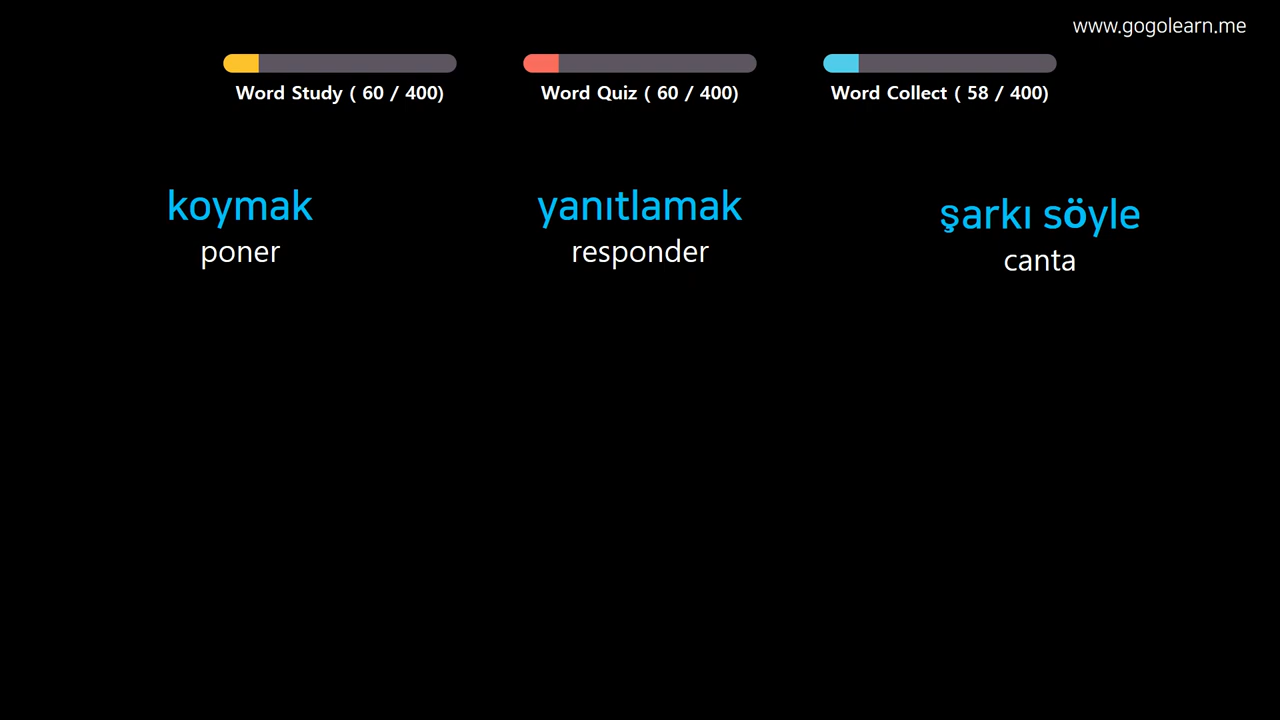 www.gogolearn.me
Word Study ( 60 / 400)
Word Quiz ( 60 / 400)
Word Collect ( 58 / 400)
koymak
poner
yanıtlamak
responder
şarkı söyle
canta